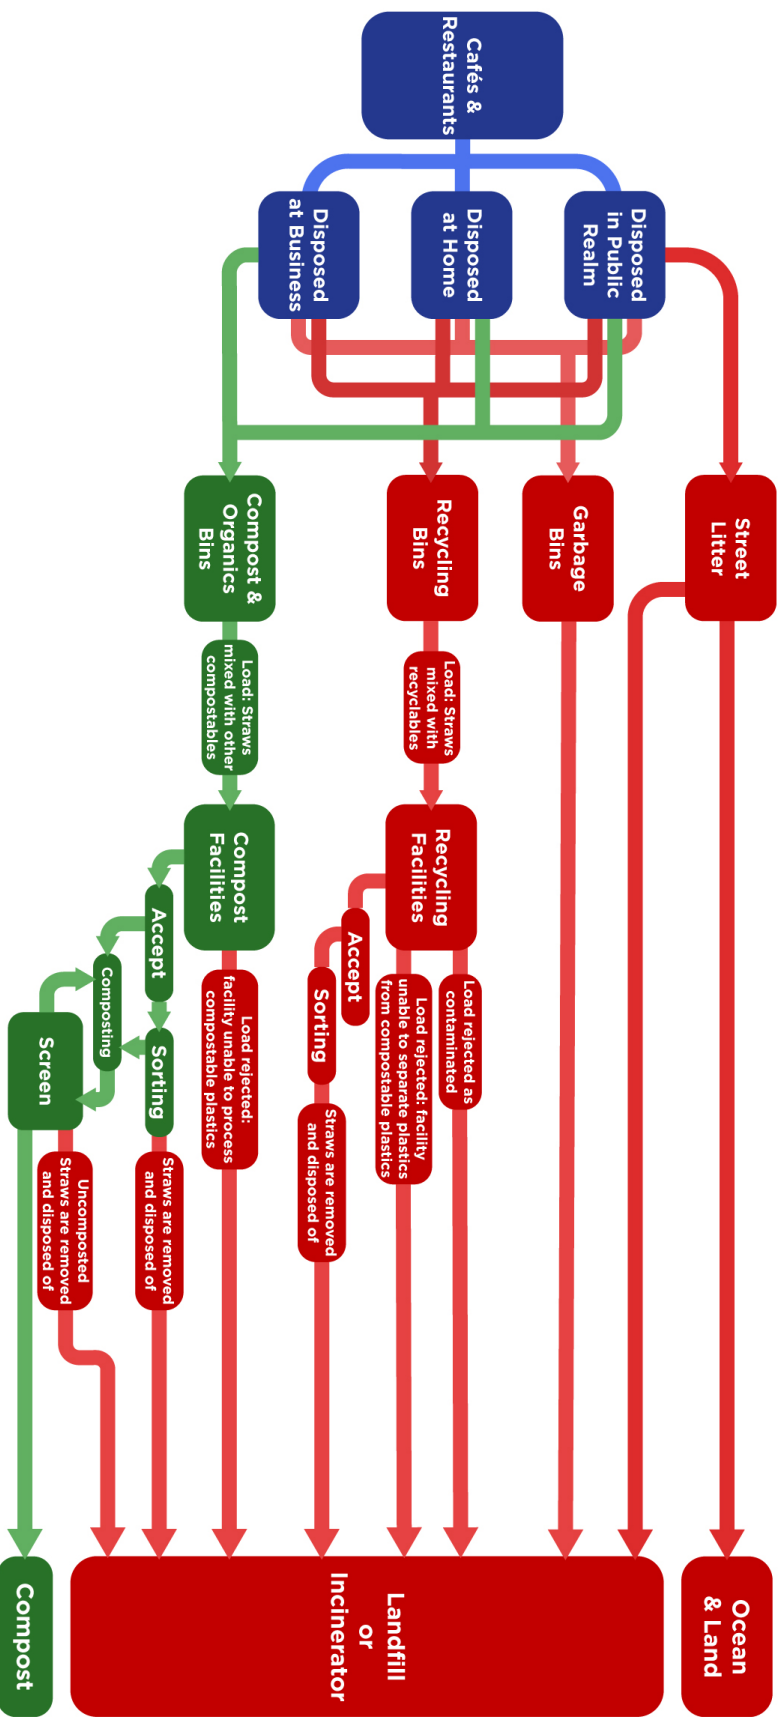 Cafés &
Restaurants
Disposed
in Public
Realm
Disposed
at Home
Disposed
at Business
Street
Litter
Garbage
Bins
Recycling
Bins
Compost &
Organics
Bins
Load: Straws
mixed with
recyclables
Load: Straws
mixed with other
compostables
Recycling
Facilities
Compost
Facilities
Load rejected as
contaminated
Load rejected: facility
unable to separate plastics
from compostable plastics
Accept
Sorting
Straws are removed
and disposed of
Load rejected:
facility unable to process
compostable plastics
Accept
Sorting
Straws are removed
and disposed of
Composting
Screen
Uncomposted
Straws are removed
and disposed of
Ocean
& Land
Landfill
or
Incinerator
Compost